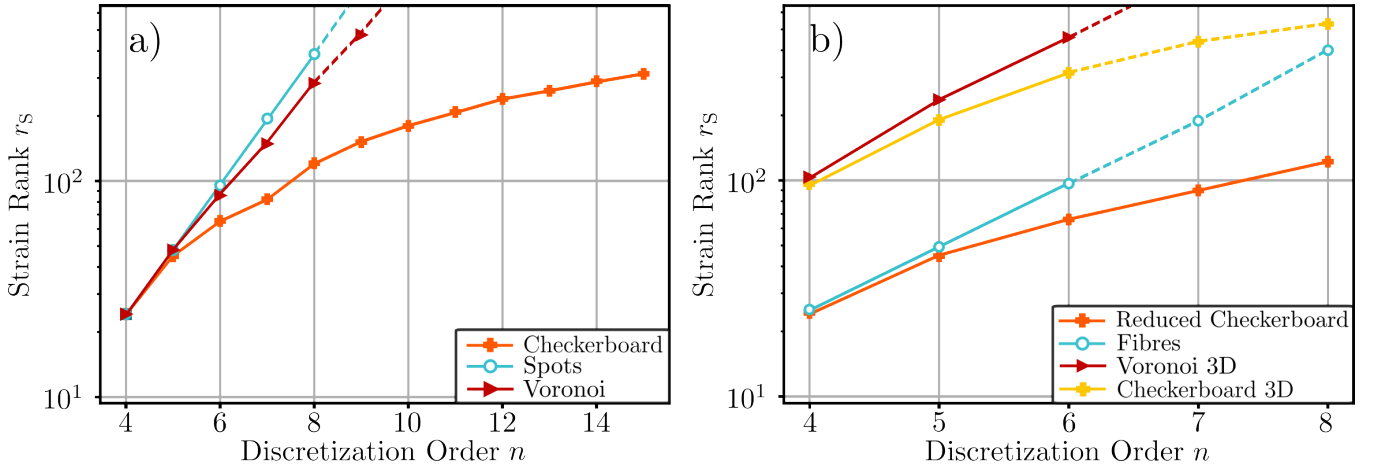 a)
Strain Rank r_S
10^2
10^1
Checkerboard
Spots
Voronoi
4 6 8 10 12 14
Discretization Order n
b)
Strain Rank r_S
10^2
10^1
Reduced Checkerboard
Fibres
Voronoi 3D
Checkerboard 3D
4 5 6 7 8
Discretization Order n